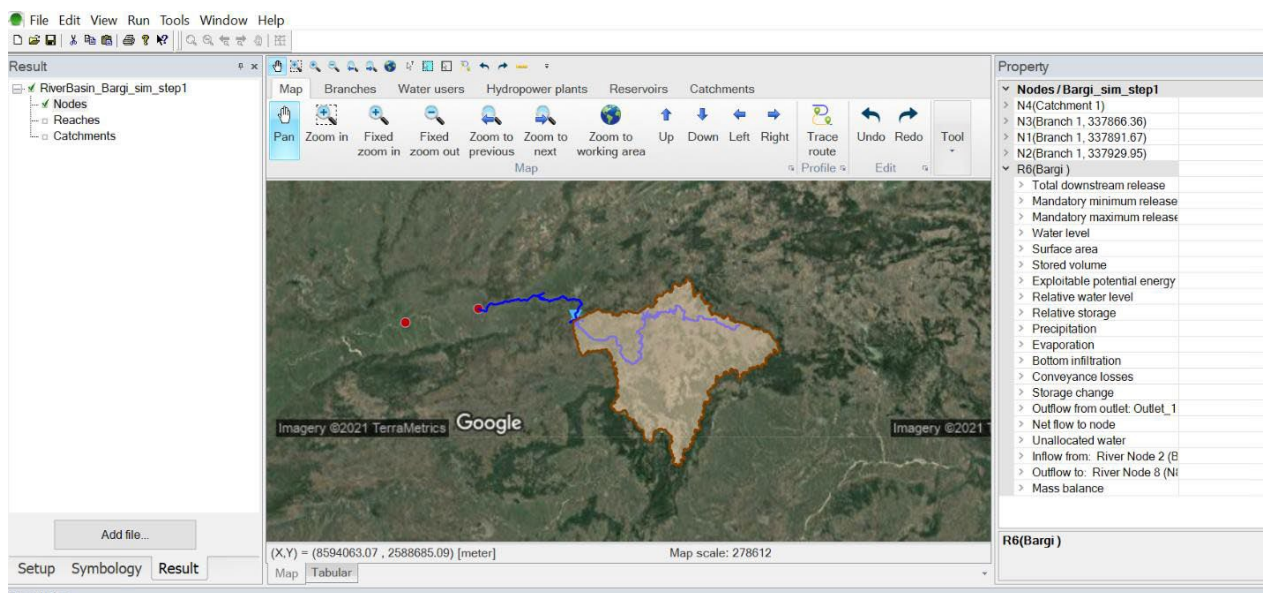 File Edit View Run Tools Window Help
Result
RiverBasin_Bargi_sim_step1
Nodes
Reaches
Catchments
Add file...
Setup Symbology Result
Map Branches Water users Hydropower plants Reservoirs Catchments
Pan Zoom in Fixed zoom in Fixed zoom out Zoom to previous Zoom to next Zoom to working area Up Down Left Right Trace route Undo Redo Tool
Map Profile Edit
Imagery ©2021 TerraMetrics Google Imagery ©2021 T
(X,Y) = (8594063.07 , 2588685.09) [meter] Map scale: 278612
Map Tabular
Property
Nodes / Bargi_sim_step1
N4(Catchment 1)
N3(Branch 1, 337866.36)
N1(Branch 1, 337891.67)
N2(Branch 1, 337929.95)
R6(Bargi )
Total downstream release
Mandatory minimum release
Mandatory maximum release
Water level
Surface area
Stored volume
Exploitable potential energy
Relative water level
Relative storage
Precipitation
Evaporation
Bottom infiltration
Conveyance losses
Storage change
Outflow from outlet: Outlet_1
Net flow to node
Unallocated water
Inflow from: River Node 2 (B
Outflow to: River Node 8 (N
Mass balance
R6(Bargi )